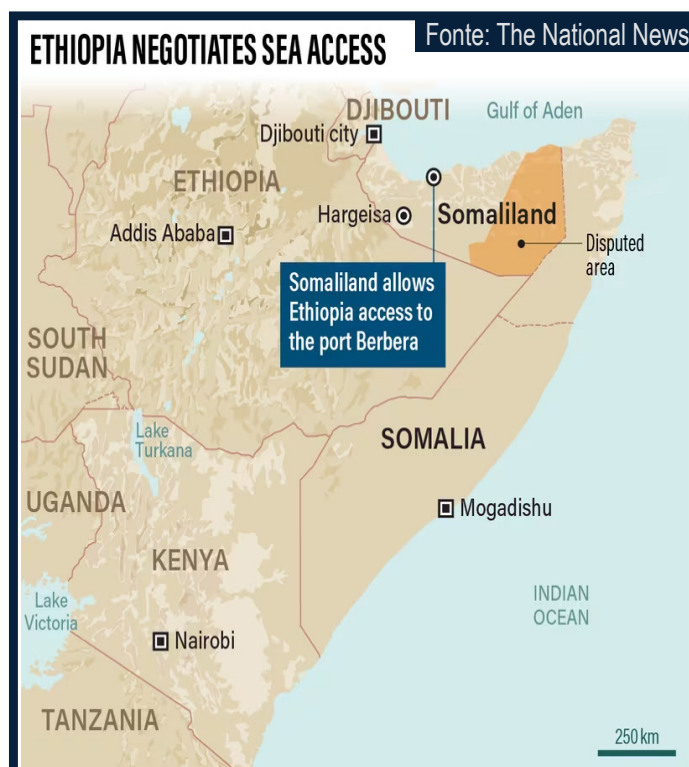 ETHIOPIA NEGOTIATES SEA ACCESS
Fonte: The National News
DJIBOUTI
Gulf of Aden
Djibouti city
ETHIOPIA
Hargeisa
Somaliland
Addis Ababa
Disputed
area
Somaliland allows
Ethiopia access to
the port Berbera
SOUTH
SUDAN
Lake
Turkana
SOMALIA
UGANDA
Mogadishu
KENYA
Lake
Victoria
INDIAN
OCEAN
Nairobi
TANZANIA
250 km